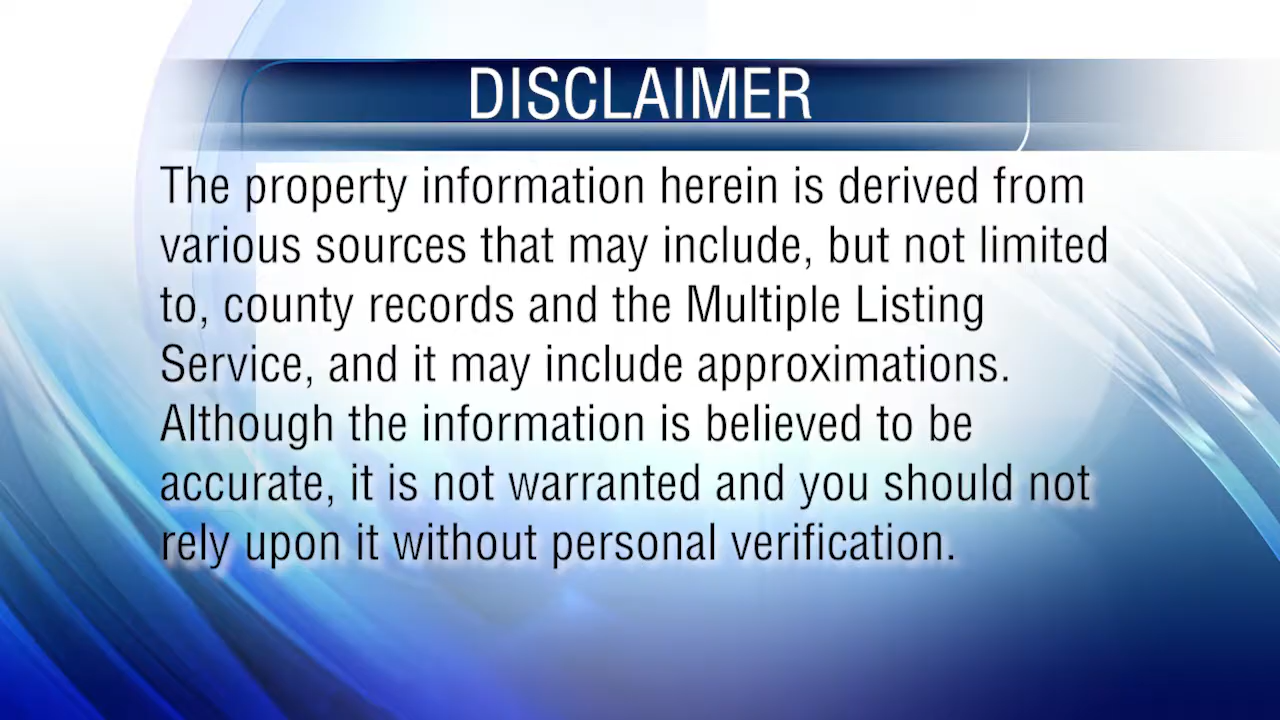 DISCLAIMER
The property information herein is derived from
various sources that may include, but not limited
to, county records and the Multiple Listing
Service, and it may include approximations.
Although the information is believed to be
accurate, it is not warranted and you should not
rely upon it without personal verification.